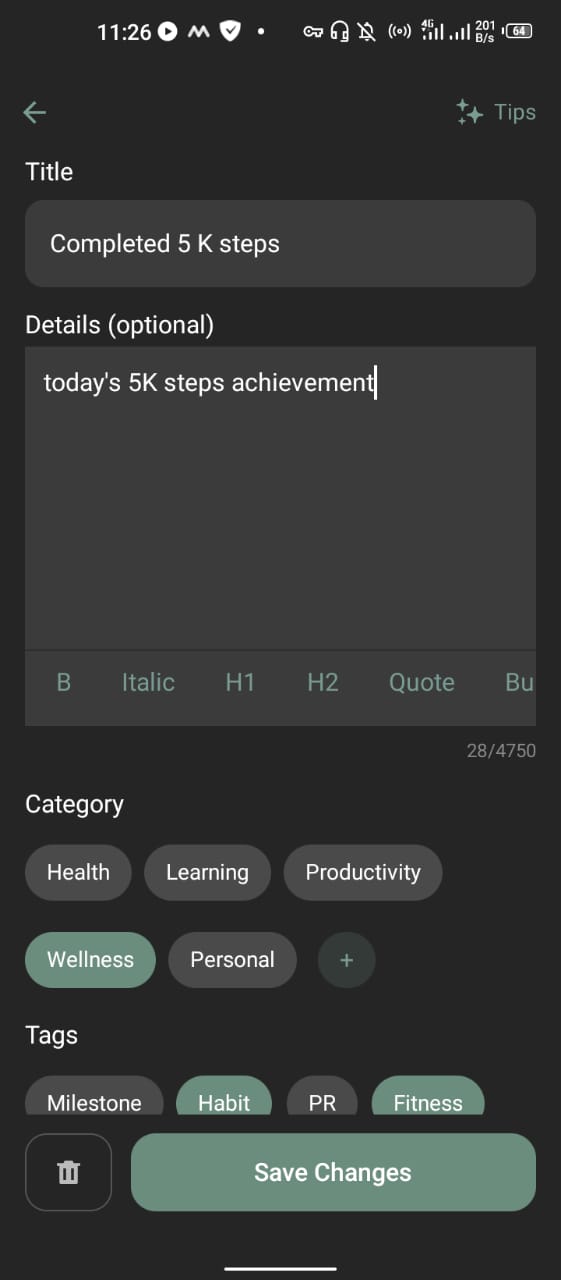 11:26 4G 201 B/s 64
Tips
Title
Completed 5 K steps
Details (optional)
today's 5K steps achievement
B Italic H1 H2 Quote Bu
28/4750
Category
Health Learning Productivity
Wellness Personal +
Tags
Milestone Habit PR Fitness
Save Changes